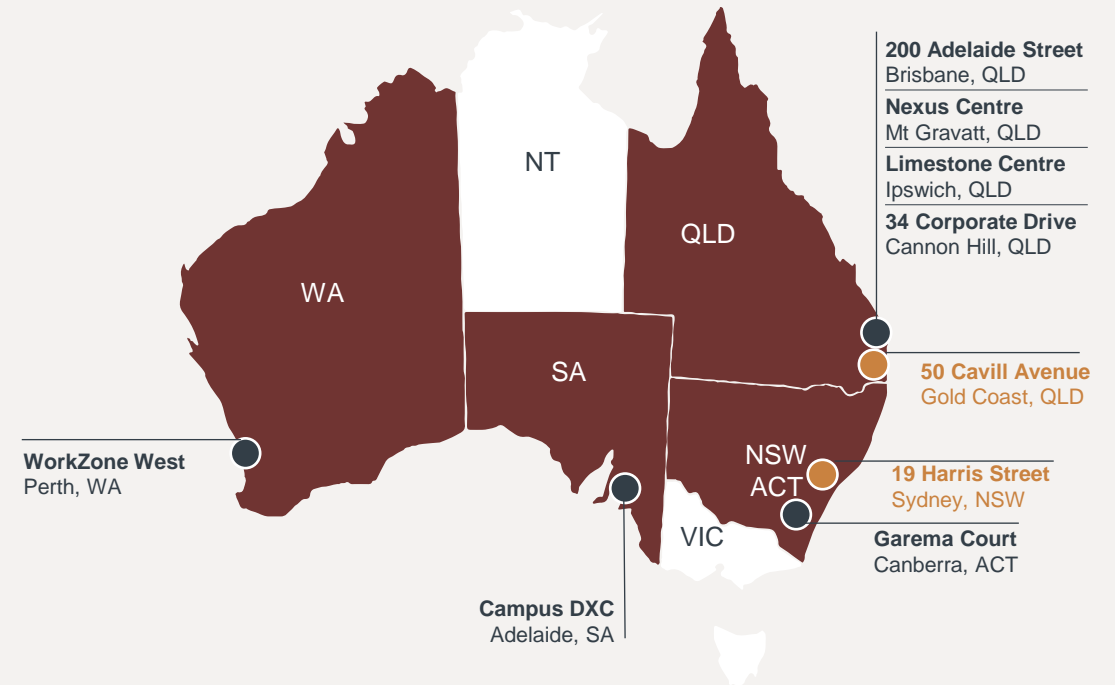 200 Adelaide Street
Brisbane, QLD
Nexus Centre
Mt Gravatt, QLD
Limestone Centre
Ipswich, QLD
34 Corporate Drive
Cannon Hill, QLD
NT
QLD
WA
SA
50 Cavill Avenue
Gold Coast, QLD
NSW
ACT
19 Harris Street
Sydney, NSW
WorkZone West
Perth, WA
VIC
Garema Court
Canberra, ACT
Campus DXC
Adelaide, SA